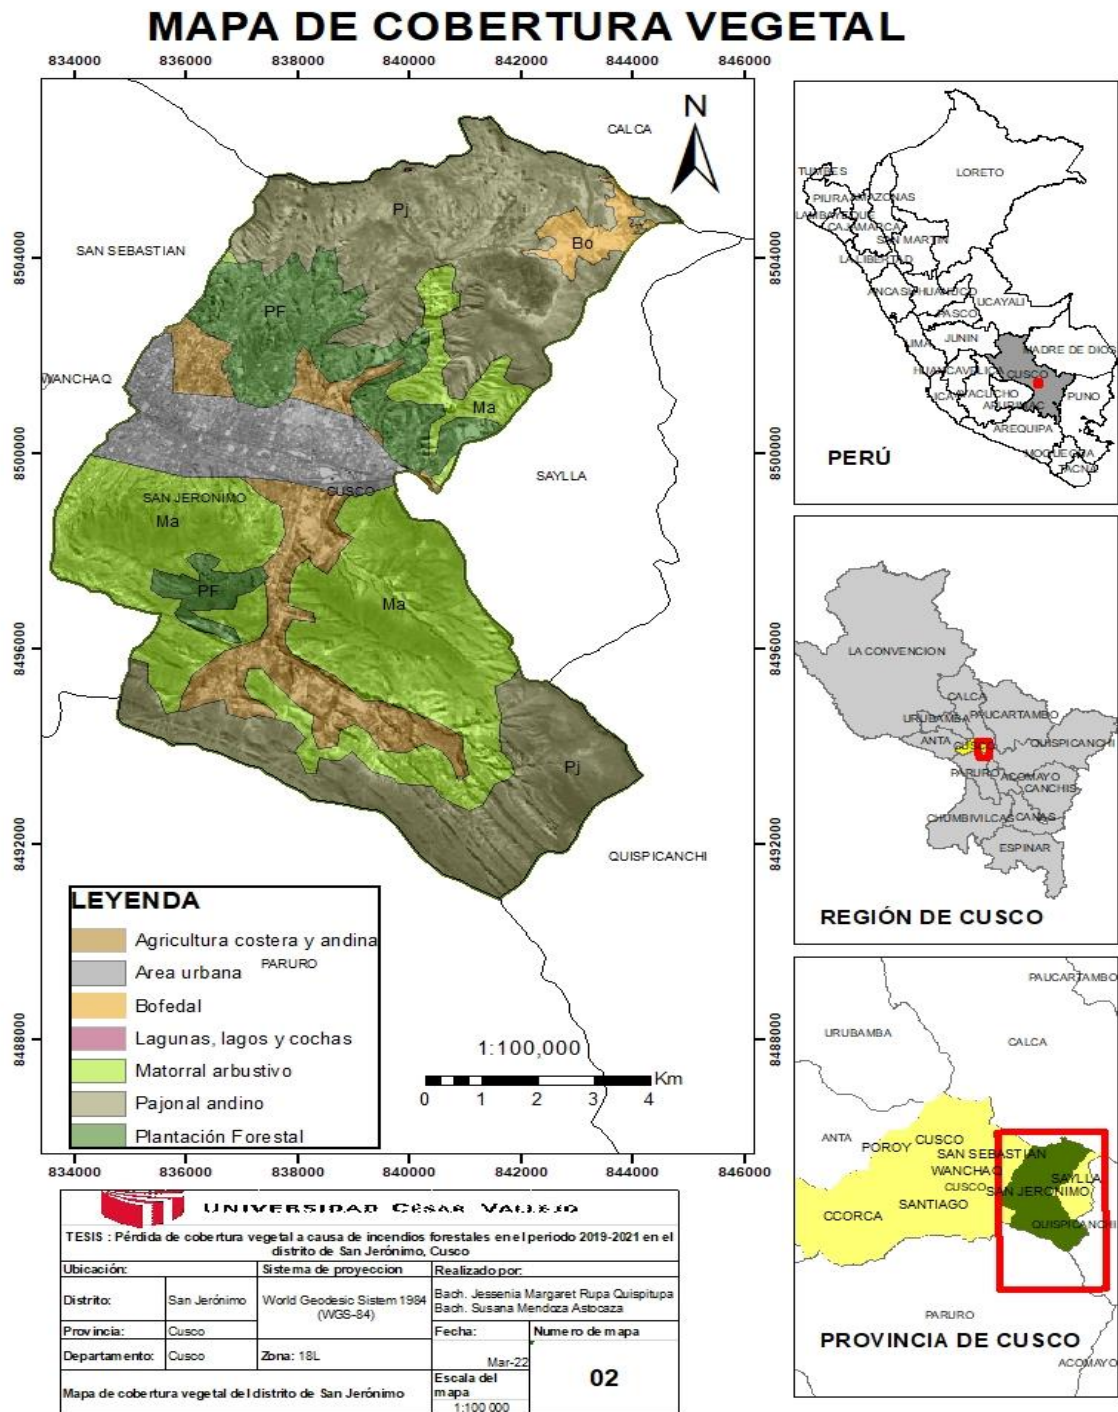 MAPA DE COBERTURA VEGETAL
834000 836000 838000 840000 842000 844000 846000
N
CALCA
SAN SEBASTIAN
Pj
Bo
8504000
8504000
PF
WANCHAQ
Ma
8500000
8500000
SAYLLA
SAN JERONIMO
CUSCO
Ma
PF
Ma
8496000
8496000
Pj
8492000
8492000
QUISPICANCHI
LEYENDA
Agricultura costera y andina
Area urbana
PARURO
Bofedal
Lagunas, lagos y cochas
Matorral arbustivo
Pajonal andino
Plantación Forestal
8488000
8488000
1:100,000
Km
0 1 2 3 4
834000 836000 838000 840000 842000 844000 846000
TUMBES
LORETO
PIURA
AMAZONAS
LAMBAYEQUE
CAJAMARCA
SAN MARTIN
LA LIBERTAD
ANCASH
HUANUCO
UCAYALI
PASCO
JUNIN
LIMA
MADRE DE DIOS
HUANCAVELICA
CUSCO
ICA
AYACUCHO
APURIMAC
PUNO
AREQUIPA
MOQUEGUA
TACNA
PERÚ
LA CONVENCION
CALCA
URUBAMBA
PAUCARTAMBO
ANTA
CUSCO
QUISPICANCHI
PARURO
ACOMAYO
CANCHIS
CHUMBIVILCAS
CANAS
ESPINAR
REGIÓN DE CUSCO
PAUCARTAMBO
URUBAMBA
CALCA
ANTA
POROY
CUSCO
SAN SEBASTIAN
WANCHAQ
CUSCO
SAYLLA
SAN JERONIMO
SANTIAGO
CCORCA
QUISPICANCHI
PARURO
PROVINCIA DE CUSCO
ACOMAYO
UNIVERSIDAD CÉSAR VALLEJO
TESIS : Pérdida de cobertura vegetal a causa de incendios forestales en el periodo 2019-2021 en el
distrito de San Jerónimo, Cusco
Ubicación: Sistema de proyeccion Realizado por:
Distrito: San Jerónimo World Geodesic Sistem 1984
(WGS-84)
Bach. Jessenia Margaret Rupa Quispitupa
Bach. Susana Mendoza Astocaza
Provincia: Cusco
Fecha: Numero de mapa
Departamento: Cusco Zona: 18L Mar-22
02
Mapa de cobertura vegetal del distrito de San Jerónimo
Escala del
mapa
1:100 000